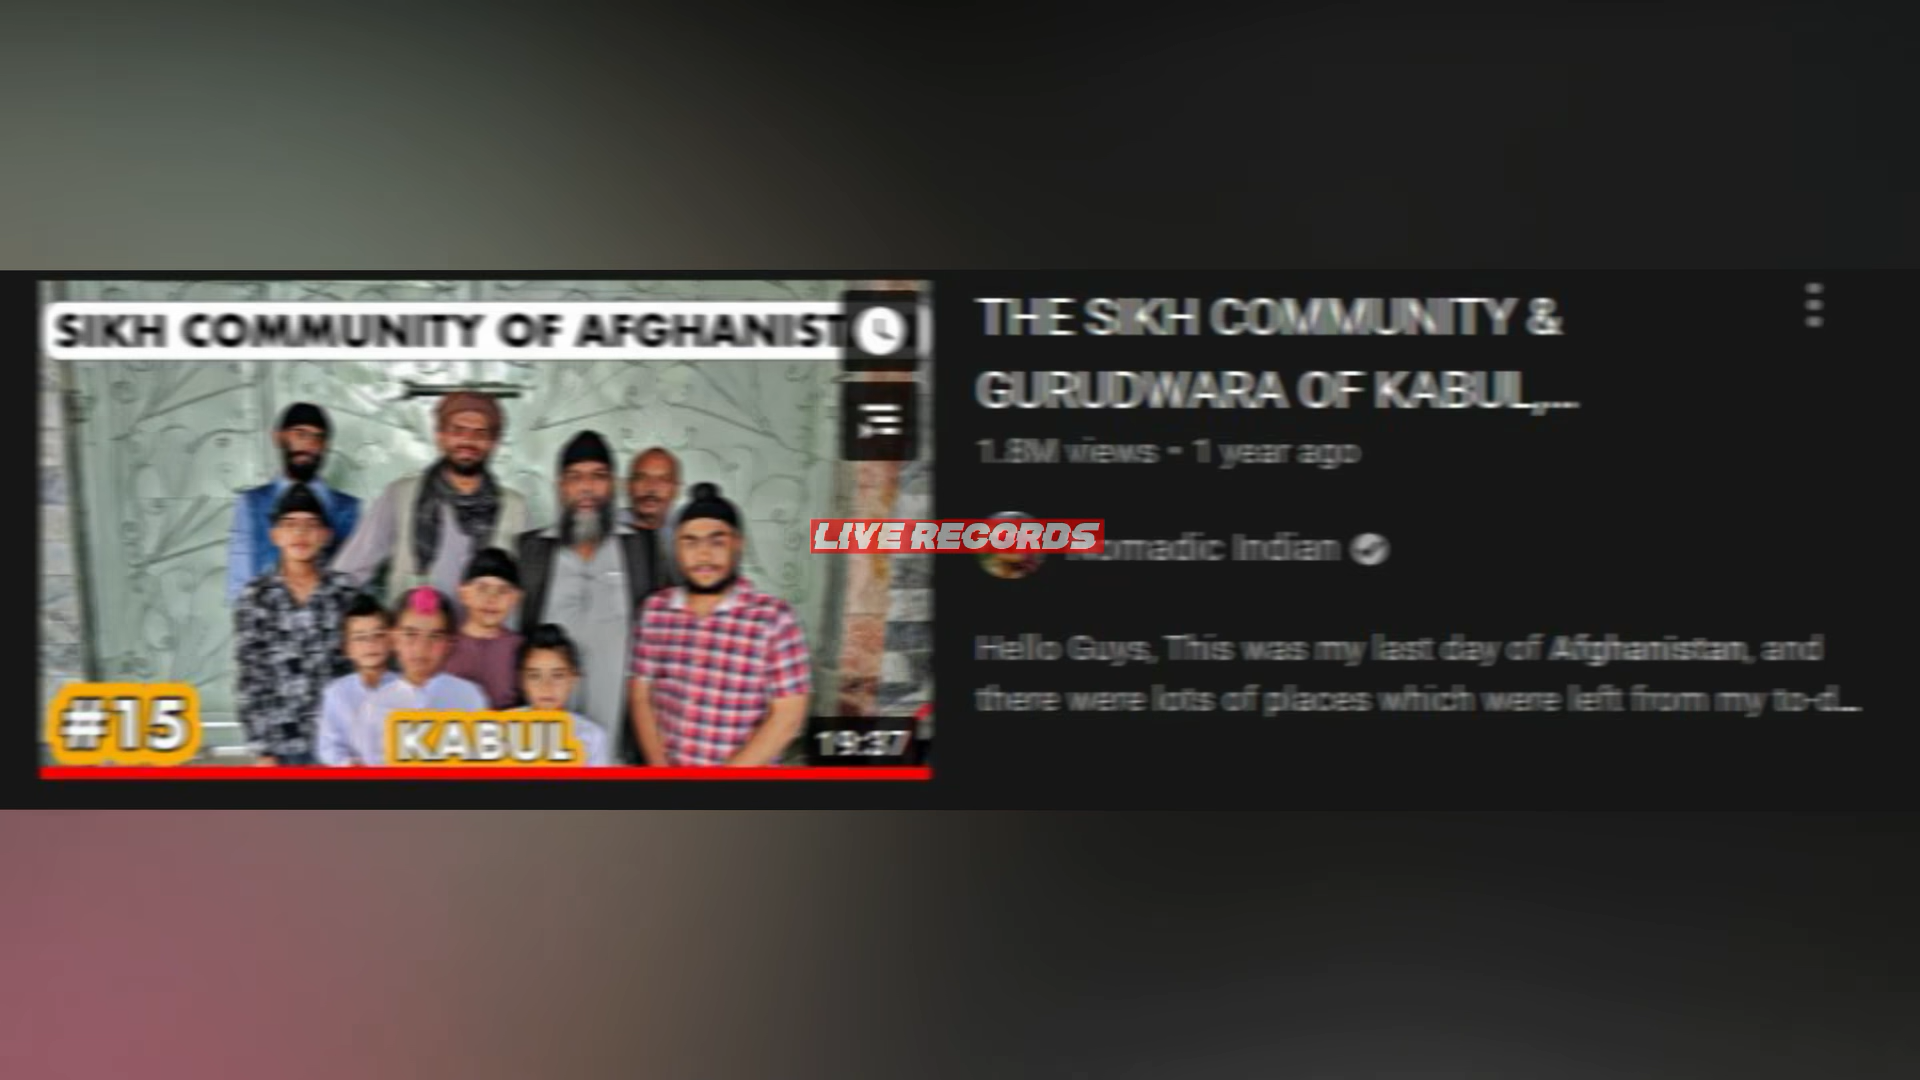 SIKH COMMUNITY OF AFGHANIST
#15
KABUL
19:37
THE SIKH COMMUNITY &
GURUDWARA OF KABUL,...
1.8M views • 1 year ago
LIVE RECORDS
Nomadic Indian
Hello Guys, This was my last day of Afghanistan, and
there were lots of places which were left from my to-d...